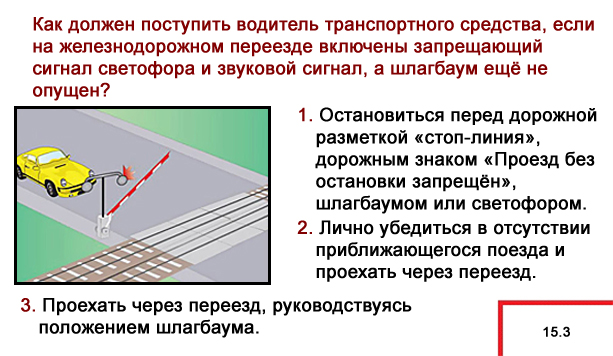 Как должен поступить водитель транспортного средства, если
на железнодорожном переезде включены запрещающий
сигнал светофора и звуковой сигнал, а шлагбаум ещё не
опущен?
1. Остановиться перед дорожной
разметкой «стоп-линия»,
дорожным знаком «Проезд без
остановки запрещён»,
шлагбаумом или светофором.
2. Лично убедиться в отсутствии
приближающегося поезда и
проехать через переезд.
3. Проехать через переезд, руководствуясь
положением шлагбаума.
15.3